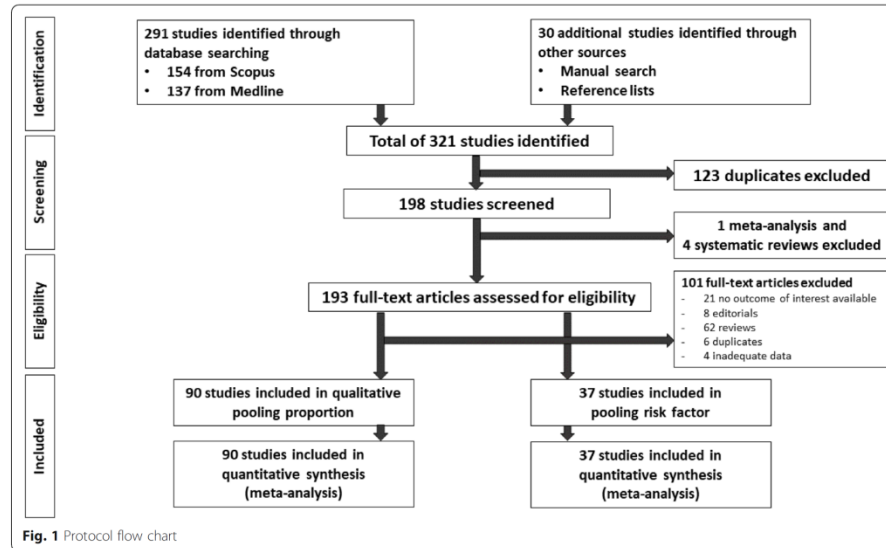 Identification
291 studies identified through
database searching
• 154 from Scopus
• 137 from Medline
30 additional studies identified through
other sources
• Manual search
• Reference lists
Total of 321 studies identified
Screening
123 duplicates excluded
198 studies screened
1 meta-analysis and
4 systematic reviews excluded
Eligibility
193 full-text articles assessed for eligibility
101 full-text articles excluded
- 21 no outcome of interest available
- 8 editorials
- 62 reviews
- 6 duplicates
- 4 inadequate data
Included
90 studies included in qualitative
pooling proportion
37 studies included in
pooling risk factor
90 studies included in
quantitative synthesis
(meta-analysis)
37 studies included in
quantitative synthesis
(meta-analysis)
Fig. 1 Protocol flow chart